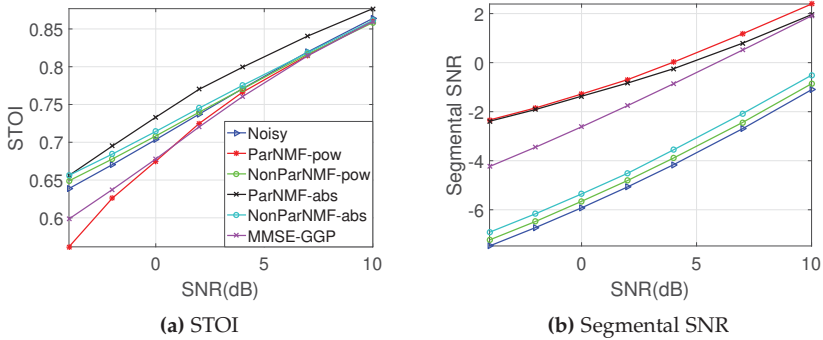 STOI
0.85
0.8
0.75
0.7
0.65
0.6
0
5
10
SNR(dB)
Noisy
ParNMF-pow
NonParNMF-pow
ParNMF-abs
NonParNMF-abs
MMSE-GGP
(a) STOI
Segmental SNR
2
0
-2
-4
-6
0
5
10
SNR(dB)
(b) Segmental SNR